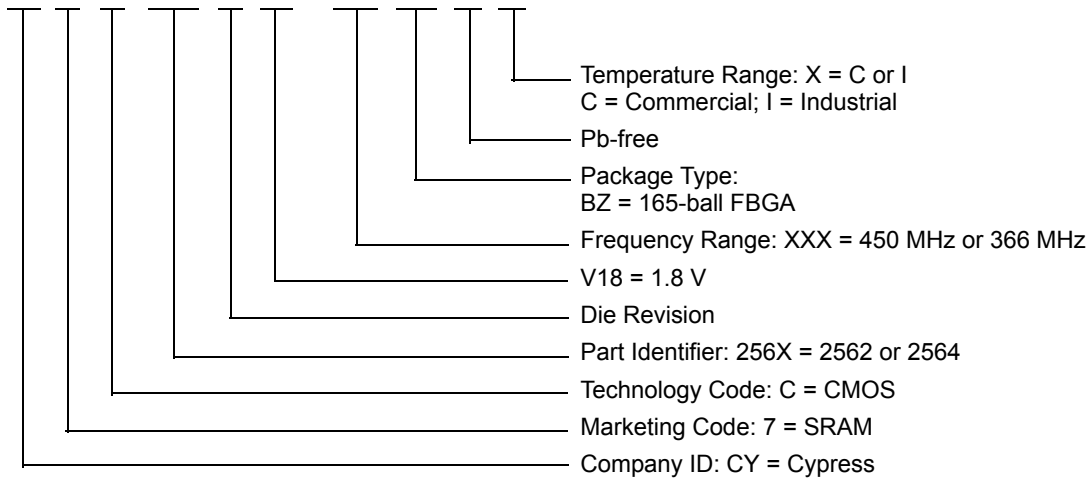 Temperature Range: X = C or I
C = Commercial; I = Industrial
Pb-free
Package Type:
BZ = 165-ball FBGA
Frequency Range: XXX = 450 MHz or 366 MHz
V18 = 1.8 V
Die Revision
Part Identifier: 256X = 2562 or 2564
Technology Code: C = CMOS
Marketing Code: 7 = SRAM
Company ID: CY = Cypress